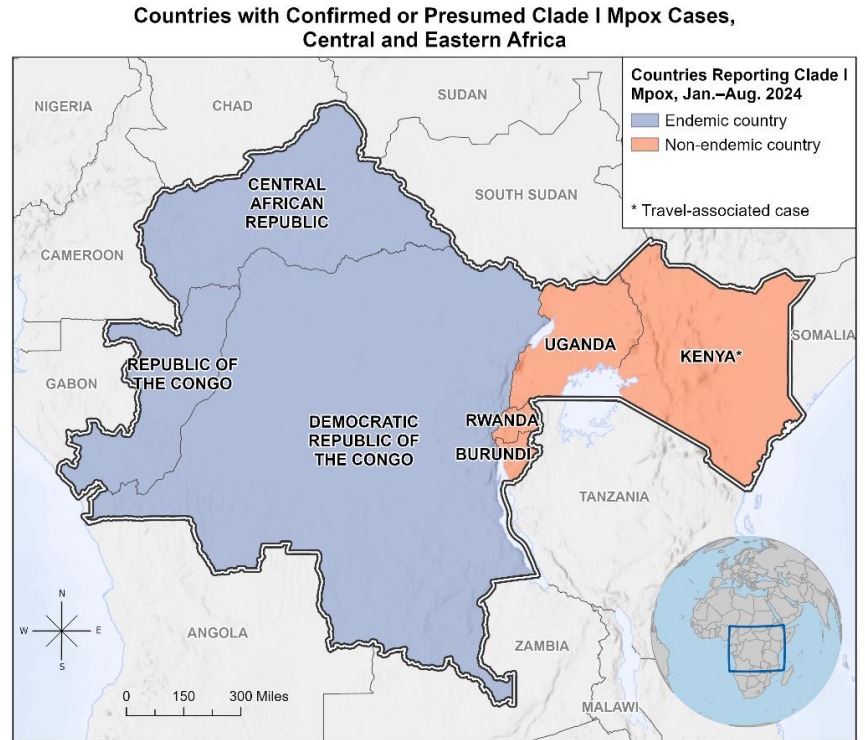 Countries with Confirmed or Presumed Clade I Mpox Cases,
Central and Eastern Africa
Countries Reporting Clade I
Mpox, Jan.–Aug. 2024
Endemic country
Non-endemic country
* Travel-associated case
NIGERIA
CHAD
SUDAN
CENTRAL
AFRICAN
REPUBLIC
SOUTH SUDAN
CAMEROON
SOMALIA
UGANDA
KENYA*
GABON
REPUBLIC OF
THE CONGO
DEMOCRATIC
REPUBLIC OF
THE CONGO
RWANDA
BURUNDI
TANZANIA
ANGOLA
ZAMBIA
MALAWI
N
W
E
S
0 150 300 Miles